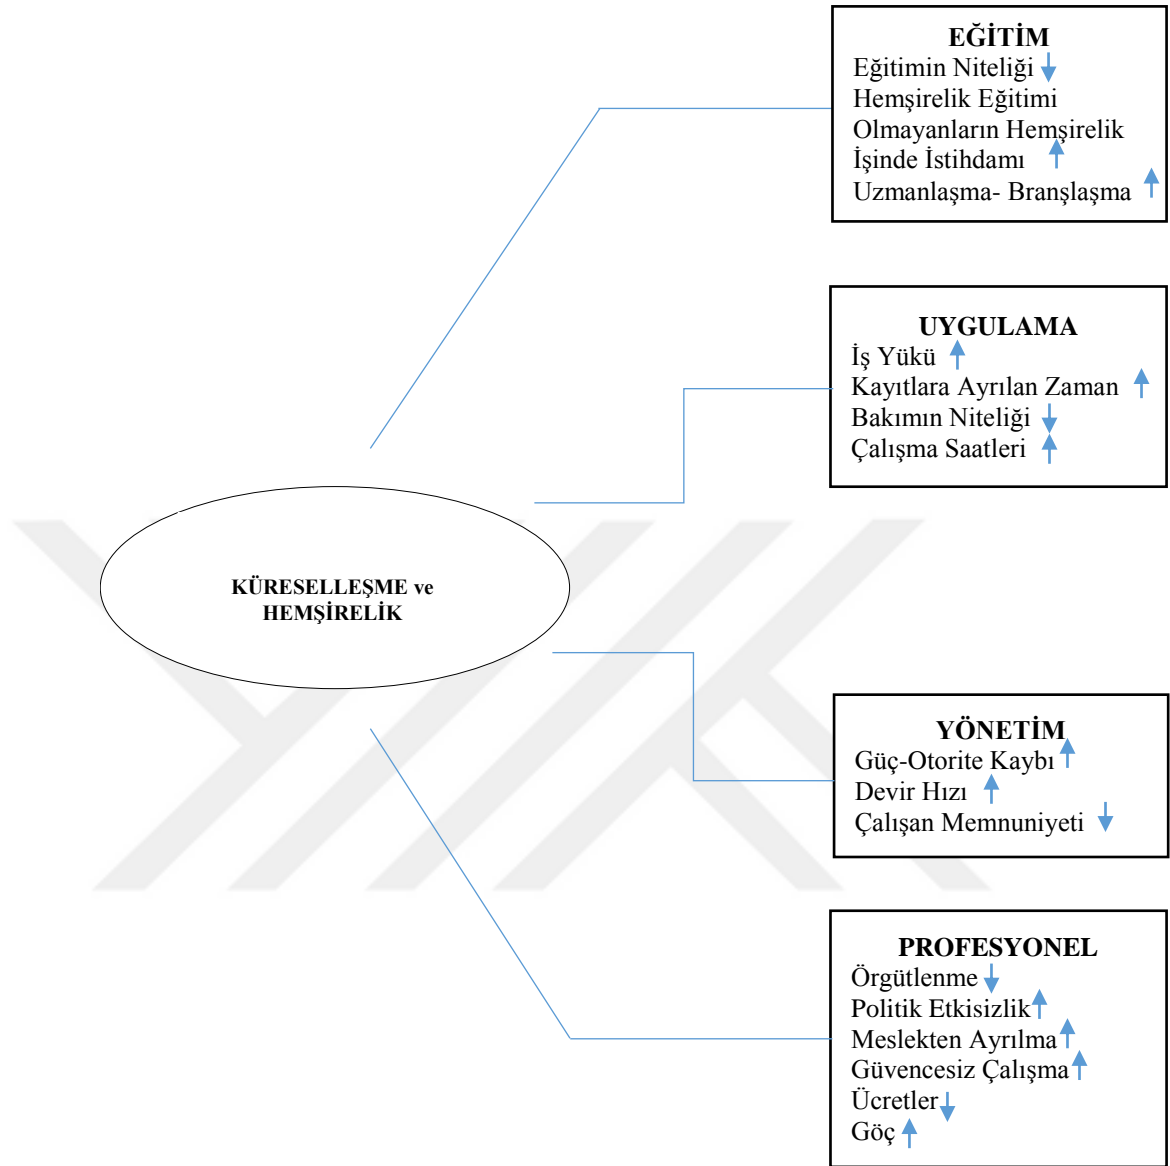 EĞİTİM
Eğitimin Niteliği ↓
Hemşirelik Eğitimi
Olmayanların Hemşirelik
İşinde İstihdamı ↑
Uzmanlaşma- Branşlaşma ↑
UYGULAMA
İş Yükü ↑
Kayıtlara Ayrılan Zaman ↑
Bakımın Niteliği ↓
Çalışma Saatleri ↑
KÜRESELLEŞME ve
HEMŞİRELİK
YÖNETİM
Güç-Otorite Kaybı ↑
Devir Hızı ↑
Çalışan Memnuniyeti ↓
PROFESYONEL
Örgütlenme ↓
Politik Etkisizlik ↑
Meslekten Ayrılma ↑
Güvencesiz Çalışma ↑
Ücretler ↓
Göç ↑